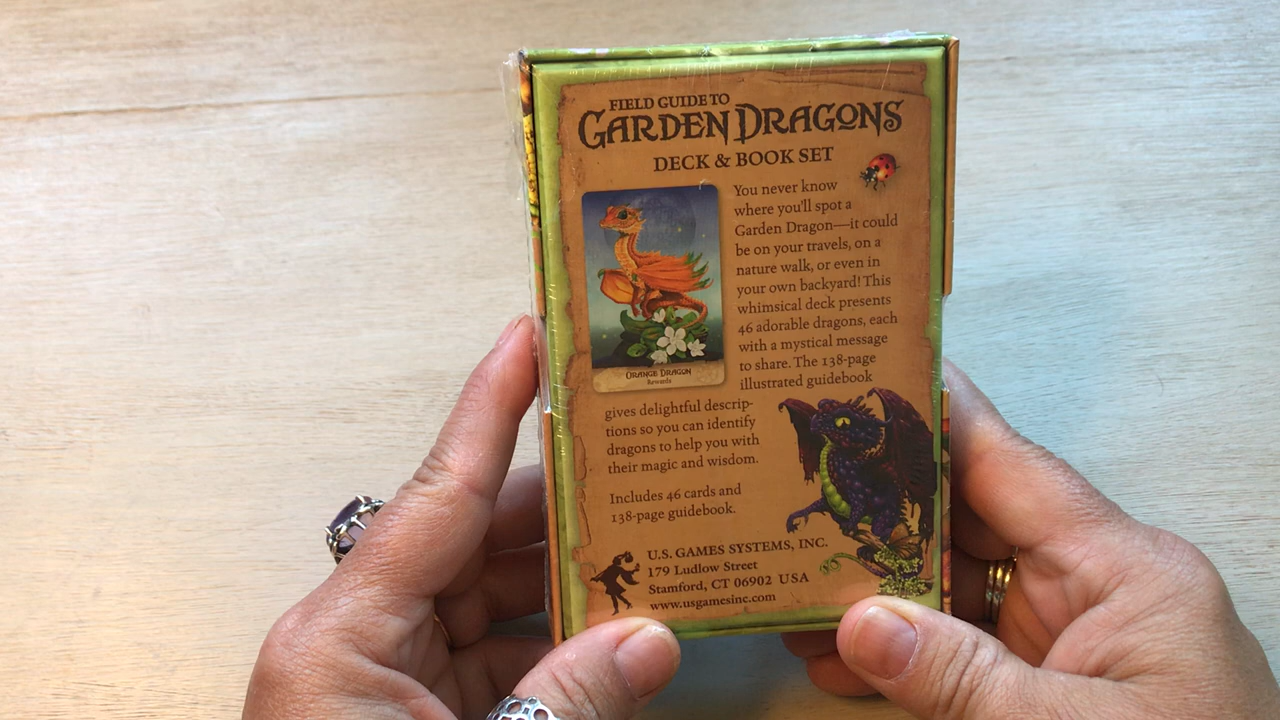 FIELD GUIDE TO
GARDEN DRAGONS
DECK & BOOK SET
You never know
where you'll spot a
Garden Dragon—it could
be on your travels, on a
nature walk, or even in
your own backyard! This
whimsical deck presents
46 adorable dragons, each
with a mystical message
to share. The 138-page
illustrated guidebook
ORANGE DRAGON
Rewards
gives delightful descrip-
tions so you can identify
dragons to help you with
their magic and wisdom.
Includes 46 cards and
138-page guidebook.
U.S. GAMES SYSTEMS, INC.
179 Ludlow Street
Stamford, CT 06902 USA
www.usgamesinc.com